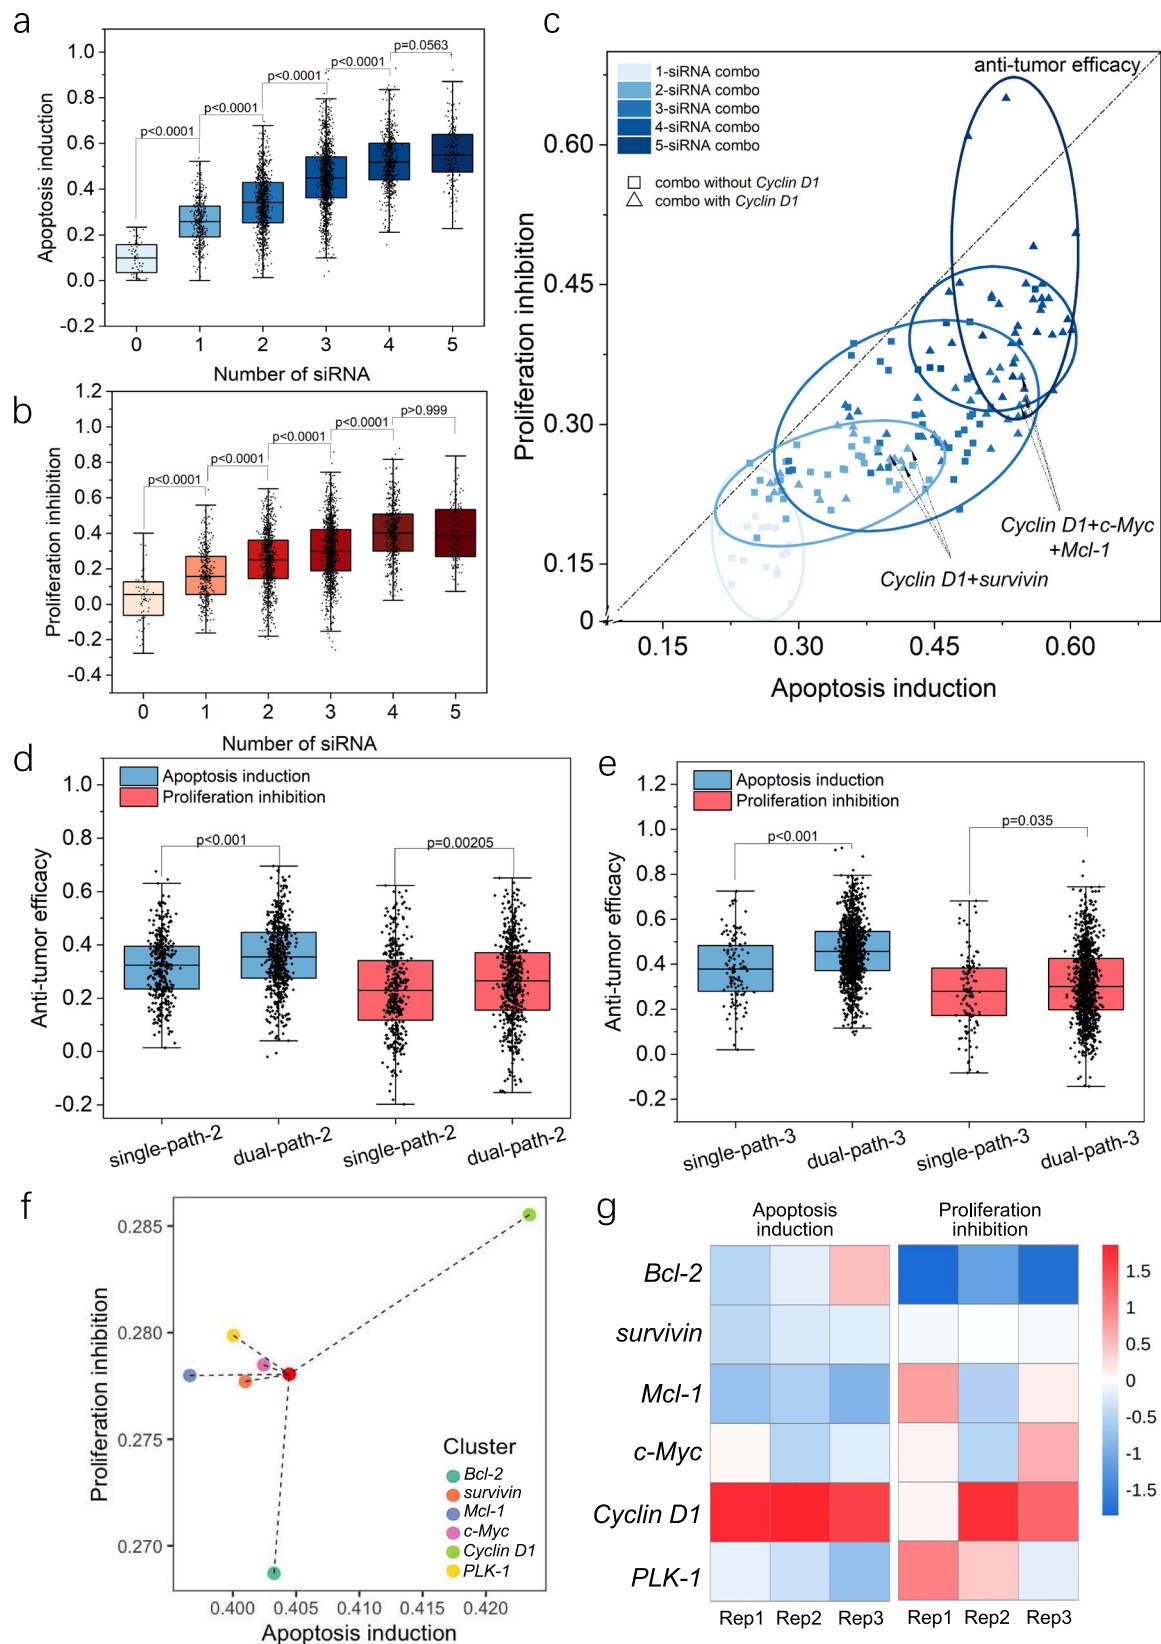 a
1.0
0.8
0.6
0.4
0.2
0.0
-0.2
Apoptosis induction
p<0.0001
p<0.0001
p<0.0001
p<0.0001
p=0.0563
0
1
2
3
4
5
Number of siRNA
b
1.2
1.0
0.8
0.6
0.4
0.2
0.0
-0.2
-0.4
Proliferation inhibition
p<0.0001
p<0.0001
p<0.0001
p<0.0001
p>0.999
0
1
2
3
4
5
Number of siRNA
c
1-siRNA combo
2-siRNA combo
3-siRNA combo
4-siRNA combo
5-siRNA combo
combo without Cyclin D1
combo with Cyclin D1
anti-tumor efficacy
Cyclin D1+c-Myc
+Mcl-1
Cyclin D1+survivin
0.60
0.45
0.30
0.15
0
Proliferation inhibition
0.15
0.30
0.45
0.60
Apoptosis induction
d
Apoptosis induction
Proliferation inhibition
p<0.001
p=0.00205
1.0
0.8
0.6
0.4
0.2
0.0
-0.2
Anti-tumor efficacy
single-path-2
dual-path-2
single-path-2
dual-path-2
e
Apoptosis induction
Proliferation inhibition
p<0.001
p=0.035
1.2
1.0
0.8
0.6
0.4
0.2
0.0
-0.2
Anti-tumor efficacy
single-path-3
dual-path-3
single-path-3
dual-path-3
f
0.285
0.280
0.275
0.270
Proliferation inhibition
Cluster
Bcl-2
survivin
Mcl-1
c-Myc
Cyclin D1
PLK-1
0.400
0.405
0.410
0.415
0.420
Apoptosis induction
g
Apoptosis
induction
Proliferation
inhibition
Bcl-2
survivin
Mcl-1
c-Myc
Cyclin D1
PLK-1
Rep1
Rep2
Rep3
Rep1
Rep2
Rep3
1.5
1
0.5
0
-0.5
-1
-1.5